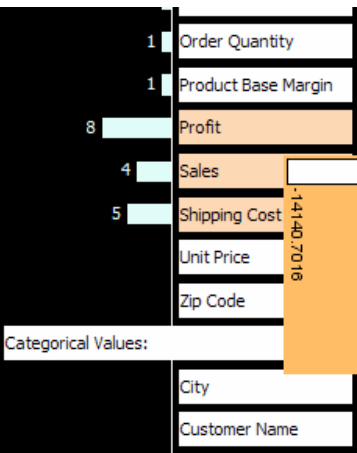 1 Order Quantity
1 Product Base Margin
8 Profit
4 Sales
5 Shipping Cost
-14140.7016
Unit Price
Zip Code
Categorical Values:
City
Customer Name